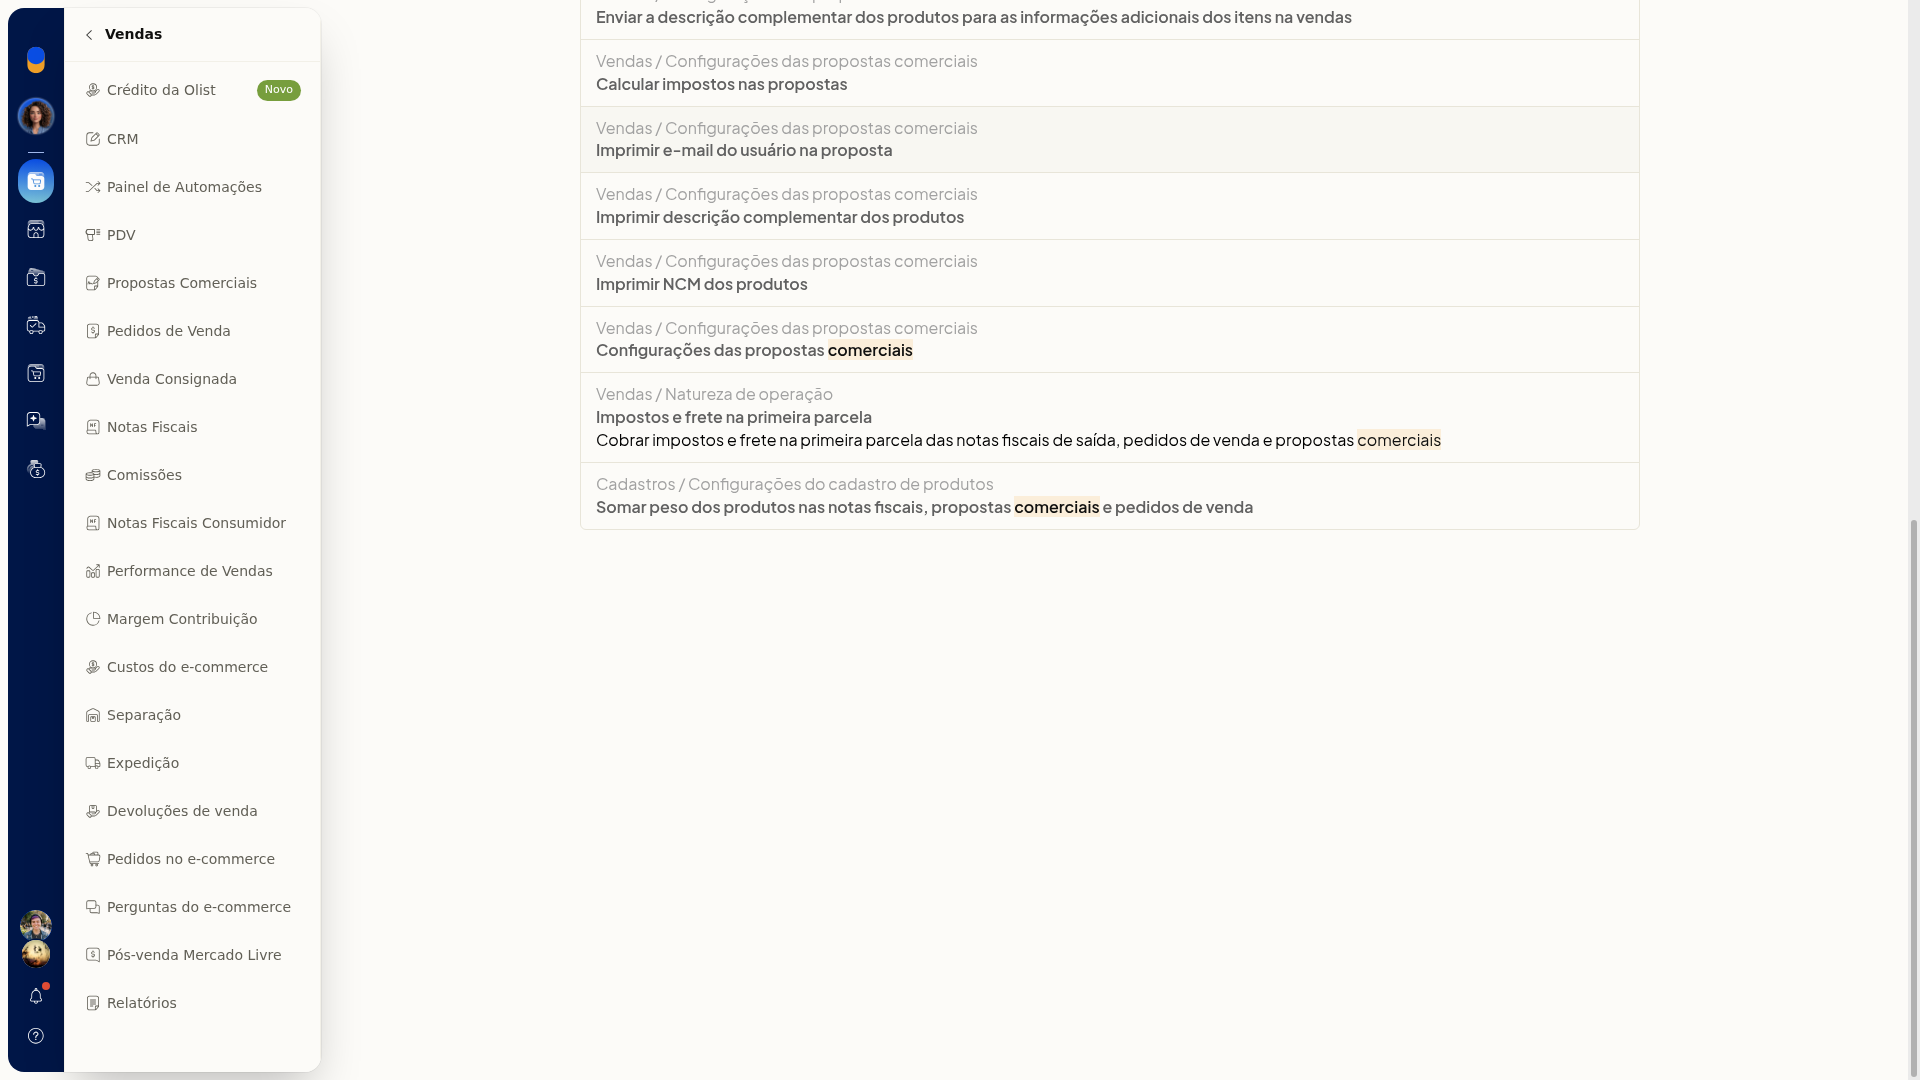 Vendas
Crédito da Olist
Novo
CRM
Painel de Automações
PDV
Propostas Comerciais
Pedidos de Venda
Venda Consignada
Notas Fiscais
Comissões
Notas Fiscais Consumidor
Performance de Vendas
Margem Contribuição
Custos do e-commerce
Separação
Expedição
Devoluções de venda
Pedidos no e-commerce
Perguntas do e-commerce
Pós-venda Mercado Livre
Relatórios
Enviar a descrição complementar dos produtos para as informações adicionais dos itens na vendas
Vendas / Configurações das propostas comerciais
Calcular impostos nas propostas
Vendas / Configurações das propostas comerciais
Imprimir e-mail do usuário na proposta
Vendas / Configurações das propostas comerciais
Imprimir descrição complementar dos produtos
Vendas / Configurações das propostas comerciais
Imprimir NCM dos produtos
Vendas / Configurações das propostas comerciais
Configurações das propostas comerciais
Vendas / Natureza de operação
Impostos e frete na primeira parcela
Cobrar impostos e frete na primeira parcela das notas fiscais de saída, pedidos de venda e propostas comerciais
Cadastros / Configurações do cadastro de produtos
Somar peso dos produtos nas notas fiscais, propostas comerciais e pedidos de venda